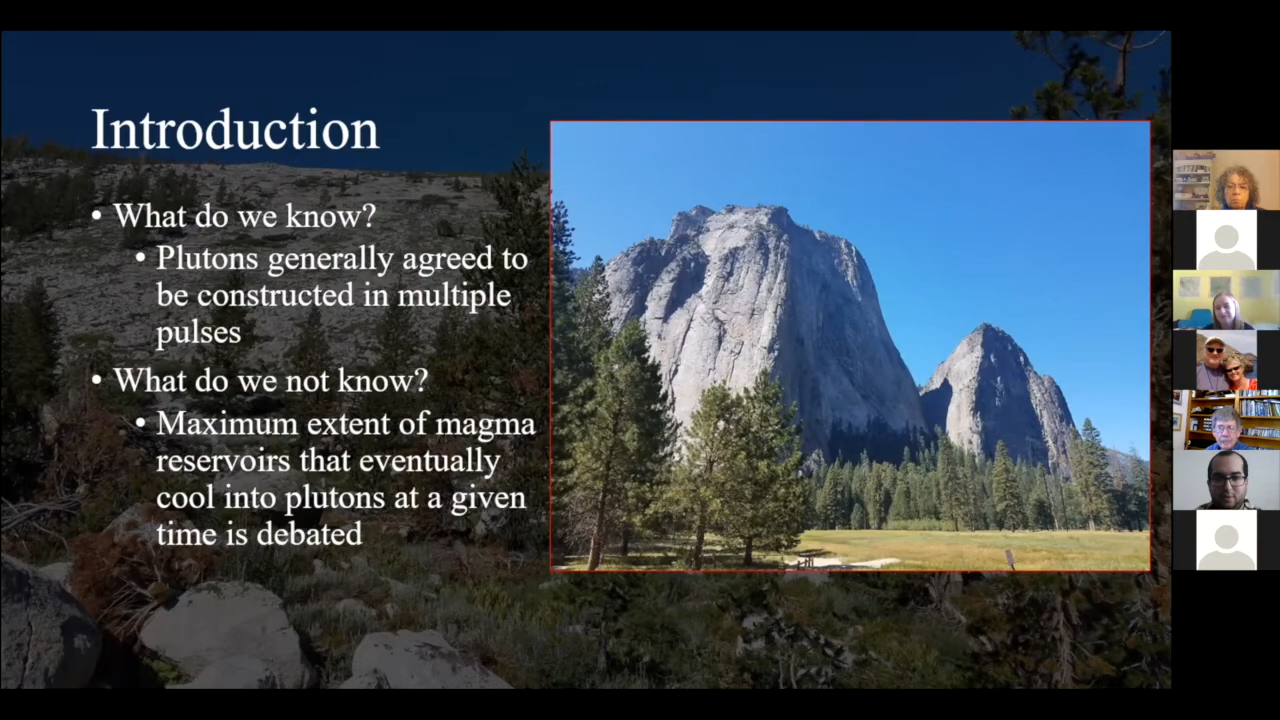 Introduction
• What do we know?
• Plutons generally agreed to
be constructed in multiple
pulses
• What do we not know?
• Maximum extent of magma
reservoirs that eventually
cool into plutons at a given
time is debated